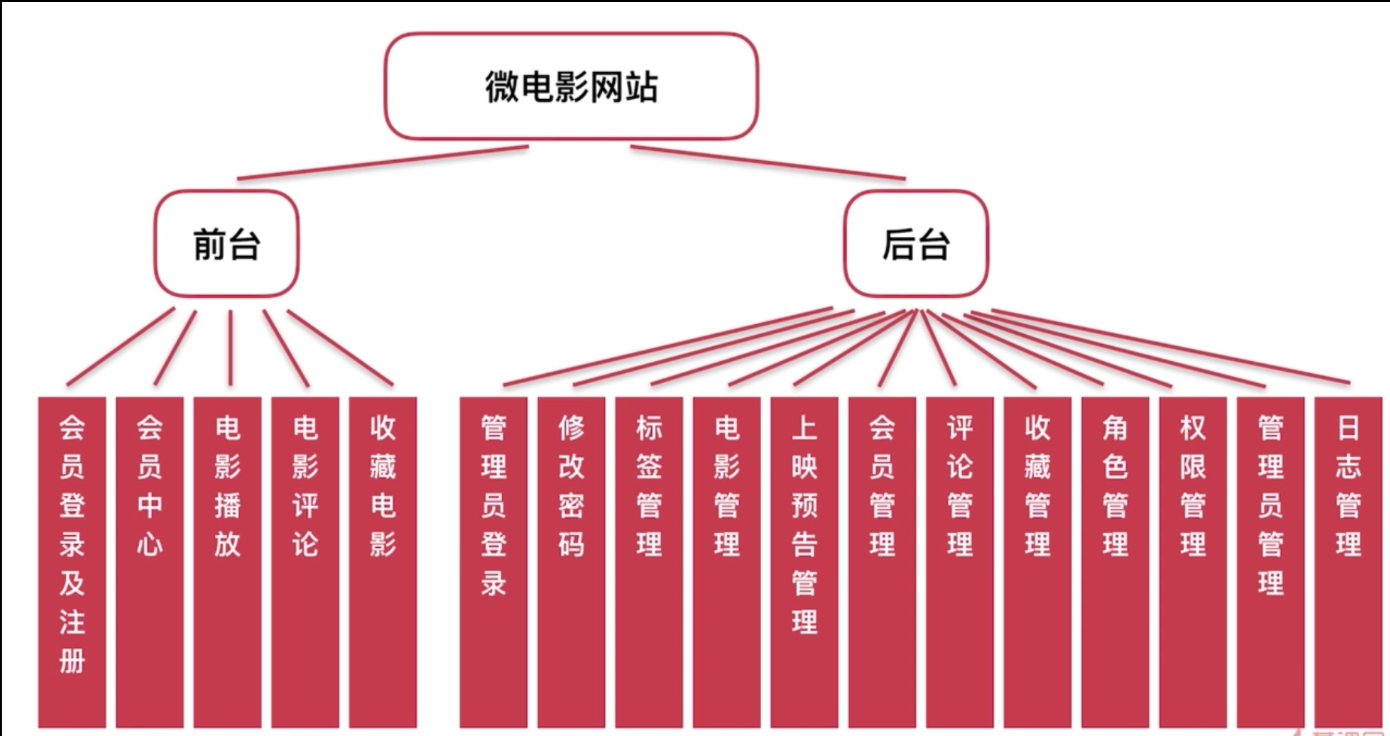 微电影网站
前台
后台
会员登录及注册
会员中心
电影播放
电影评论
收藏电影
管理员登录
修改密码
标签管理
电影管理
上映预告管理
会员管理
评论管理
收藏管理
角色管理
权限管理
管理员管理
日志管理